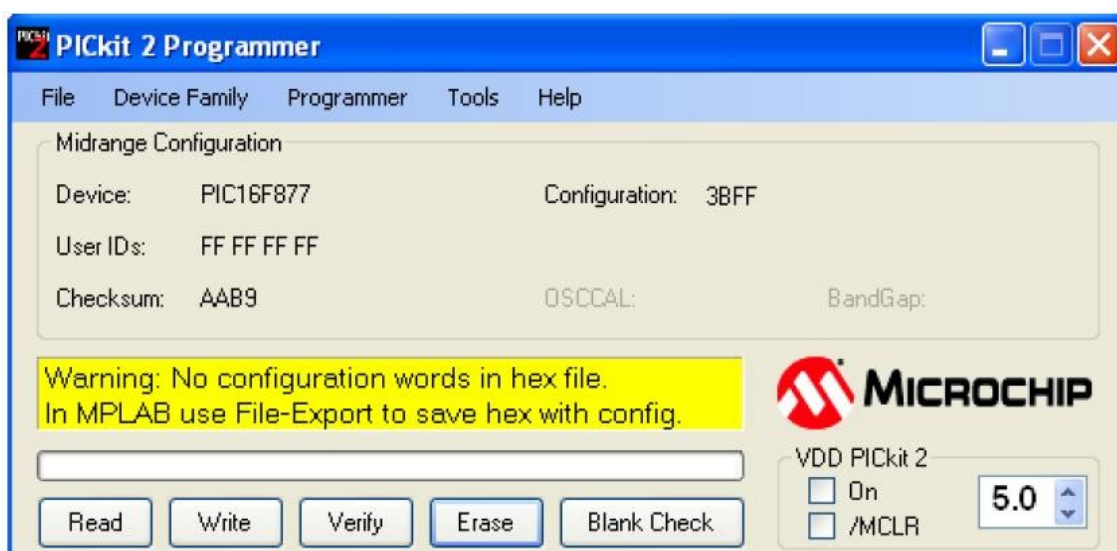 PICkit 2 Programmer
File Device Family Programmer Tools Help
Midrange Configuration
Device: PIC16F877 Configuration: 3BFF
User IDs: FF FF FF FF
Checksum: AAB9 OSCCAL: BandGap:
Warning: No configuration words in hex file.
In MPLAB use File-Export to save hex with config.
MICROCHIP
VDD PICkit 2
On
/MCLR
5.0
Read Write Verify Erase Blank Check